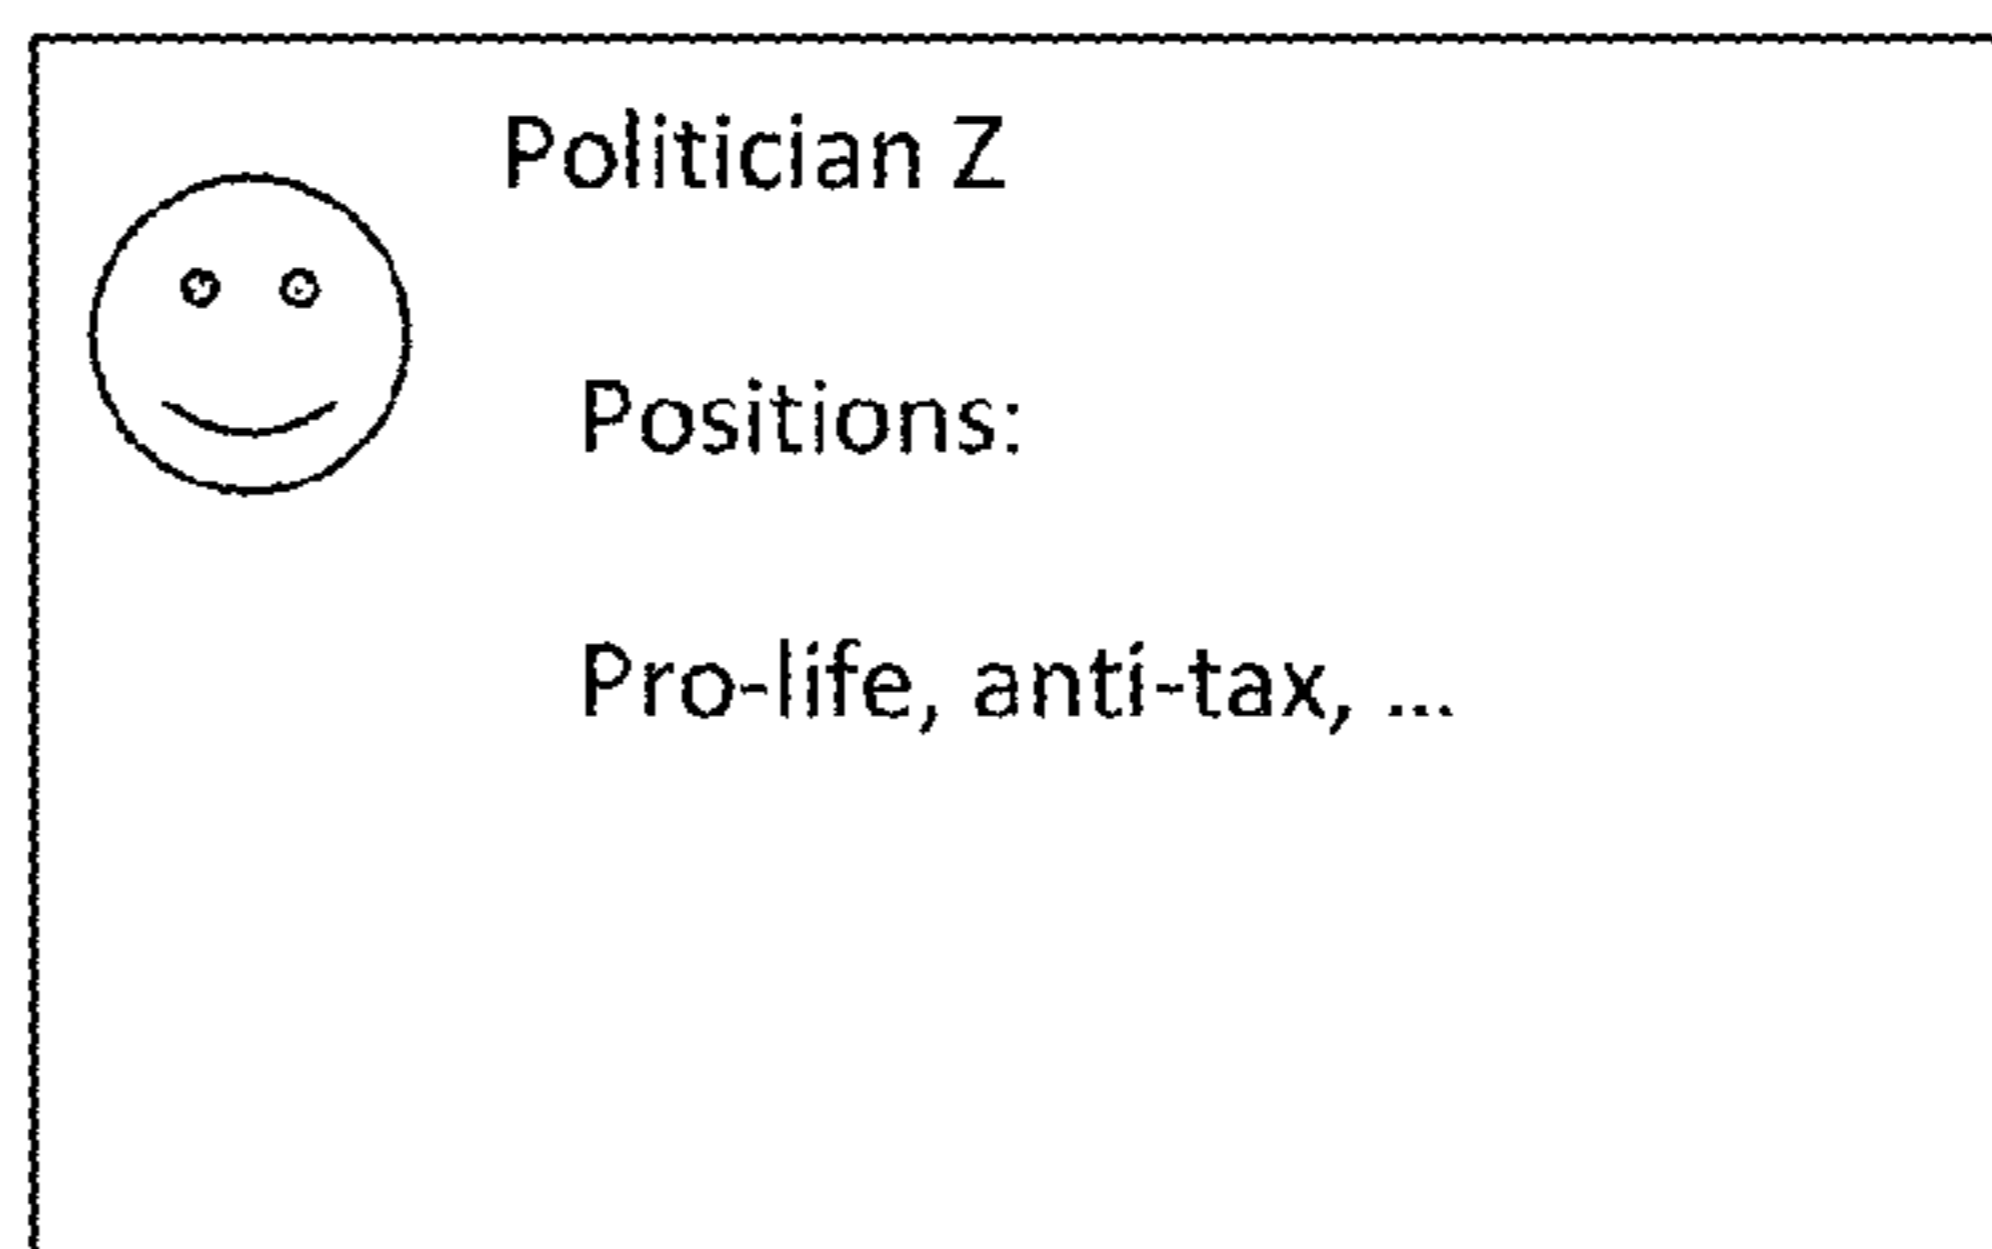 Politician Z
Positions:
Pro-life, anti-tax, ...